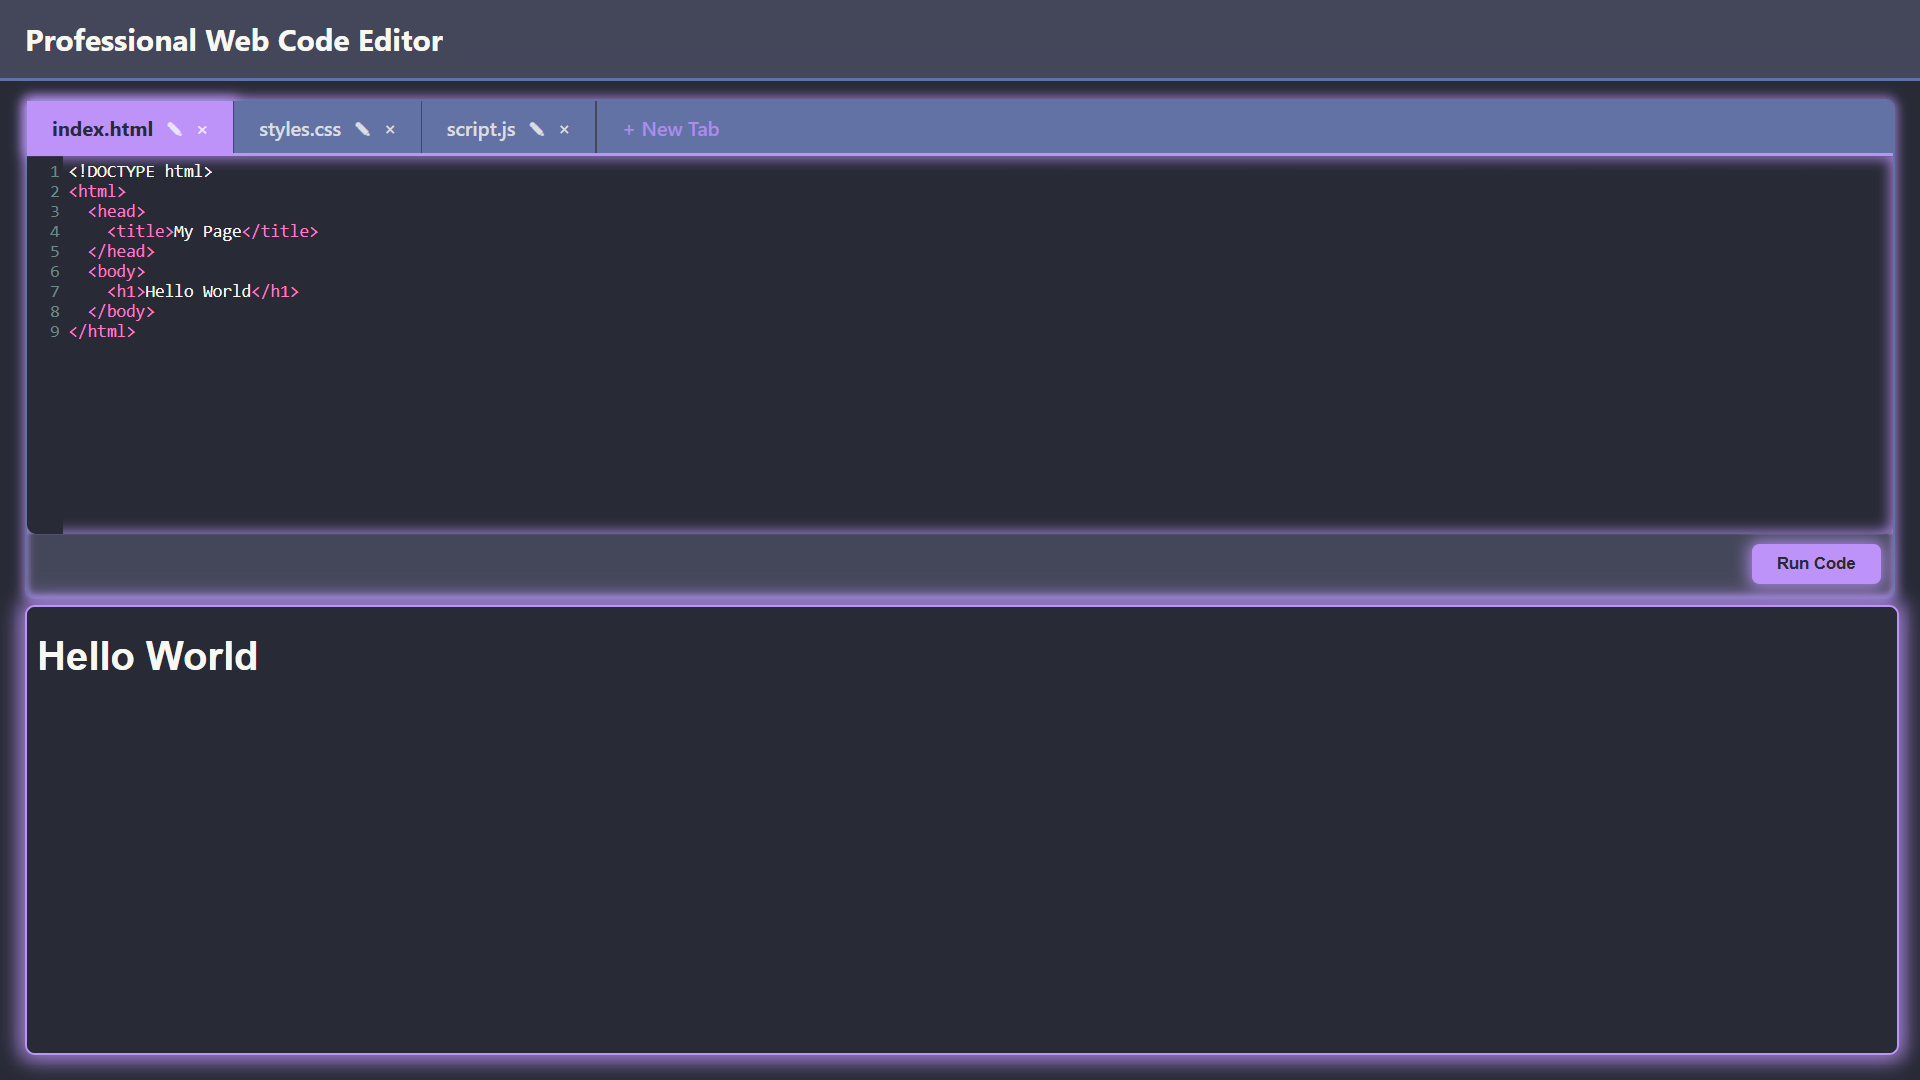 Professional Web Code Editor
index.html ✎ × styles.css ✎ × script.js ✎ × + New Tab
1 <!DOCTYPE html>
2 <html>
3   <head>
4     <title>My Page</title>
5   </head>
6   <body>
7     <h1>Hello World</h1>
8   </body>
9 </html>
Run Code
Hello World